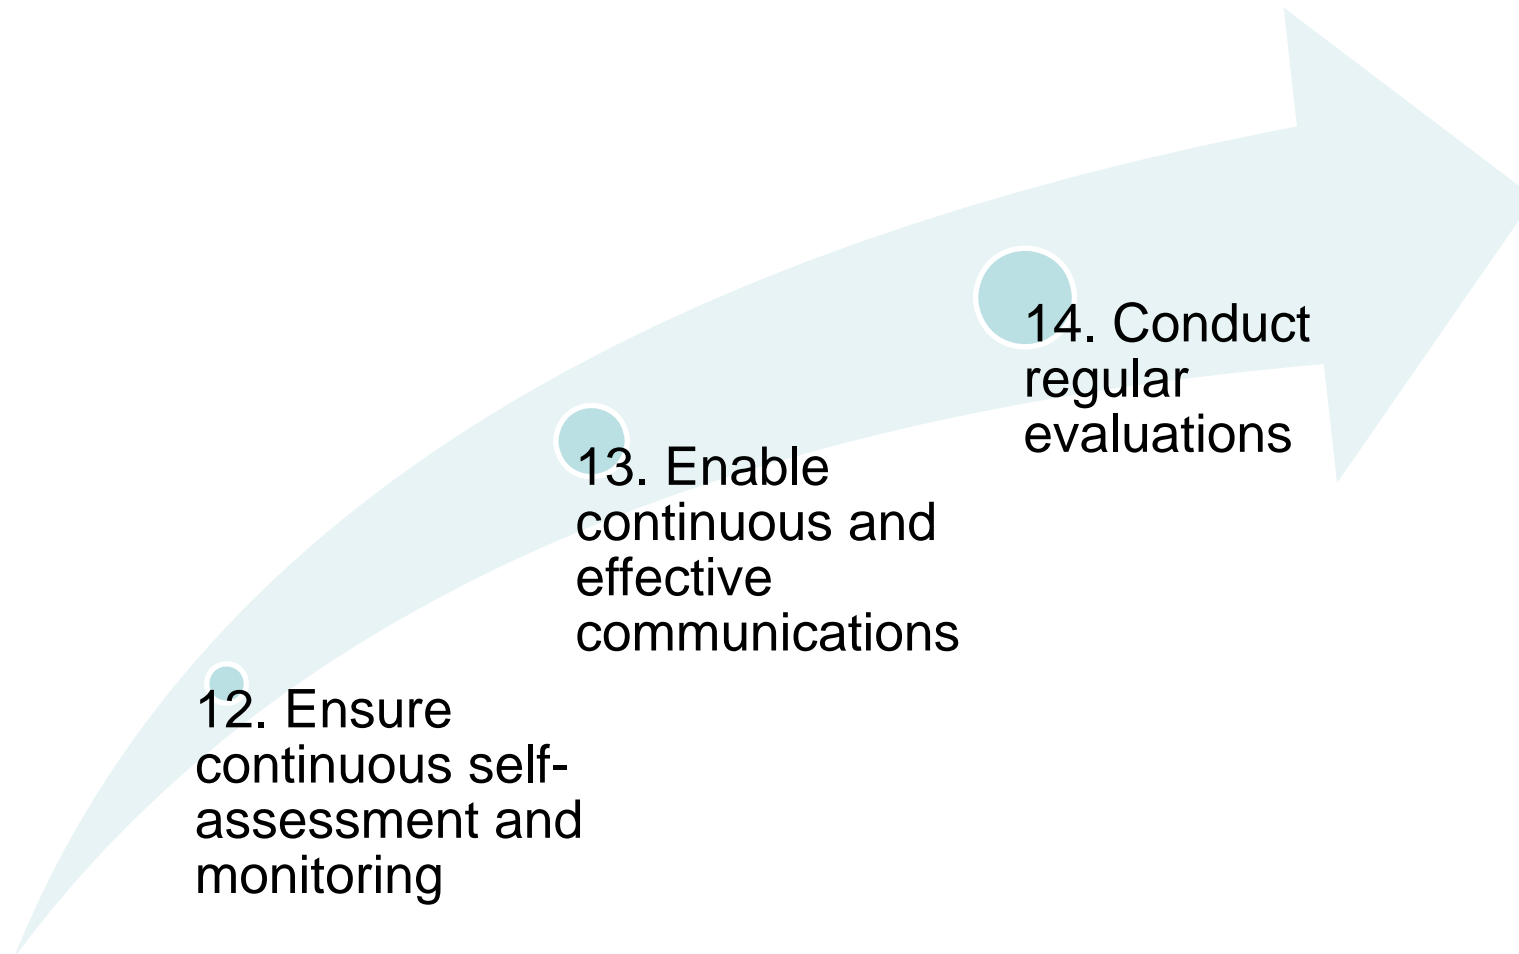 12. Ensure
continuous self-
assessment and
monitoring
13. Enable
continuous and
effective
communications
14. Conduct
regular
evaluations